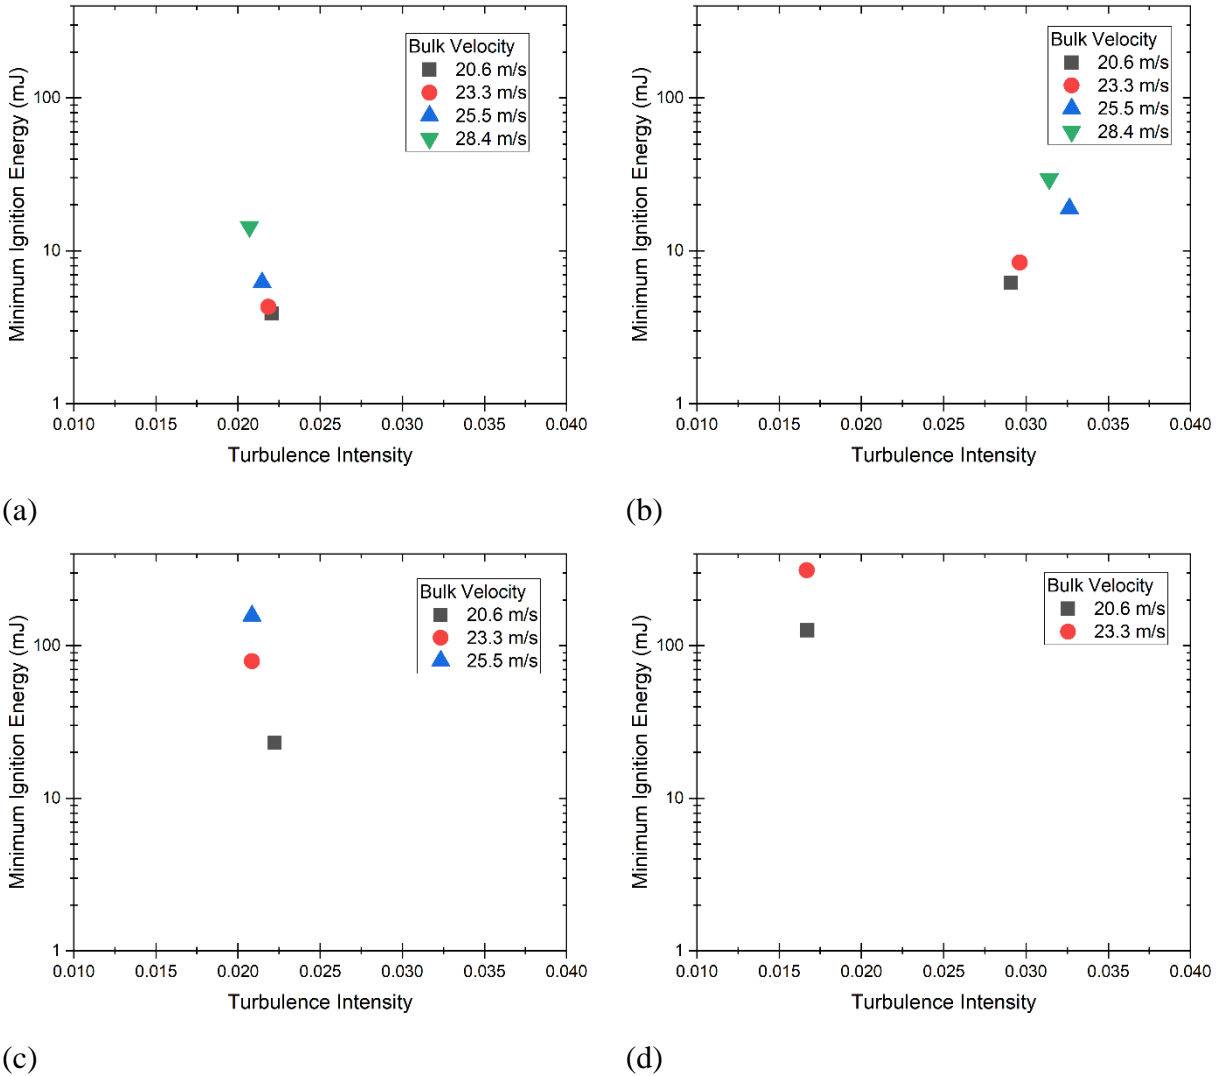 Minimum Ignition Energy (mJ)
100
10
1
Bulk Velocity
20.6 m/s
23.3 m/s
25.5 m/s
28.4 m/s
0.010 0.015 0.020 0.025 0.030 0.035 0.040
Turbulence Intensity
(a)
Minimum Ignition Energy (mJ)
100
10
1
Bulk Velocity
20.6 m/s
23.3 m/s
25.5 m/s
28.4 m/s
0.010 0.015 0.020 0.025 0.030 0.035 0.040
Turbulence Intensity
(b)
Minimum Ignition Energy (mJ)
100
10
1
Bulk Velocity
20.6 m/s
23.3 m/s
25.5 m/s
0.010 0.015 0.020 0.025 0.030 0.035 0.040
Turbulence Intensity
(c)
Minimum Ignition Energy (mJ)
100
10
1
Bulk Velocity
20.6 m/s
23.3 m/s
0.010 0.015 0.020 0.025 0.030 0.035 0.040
Turbulence Intensity
(d)